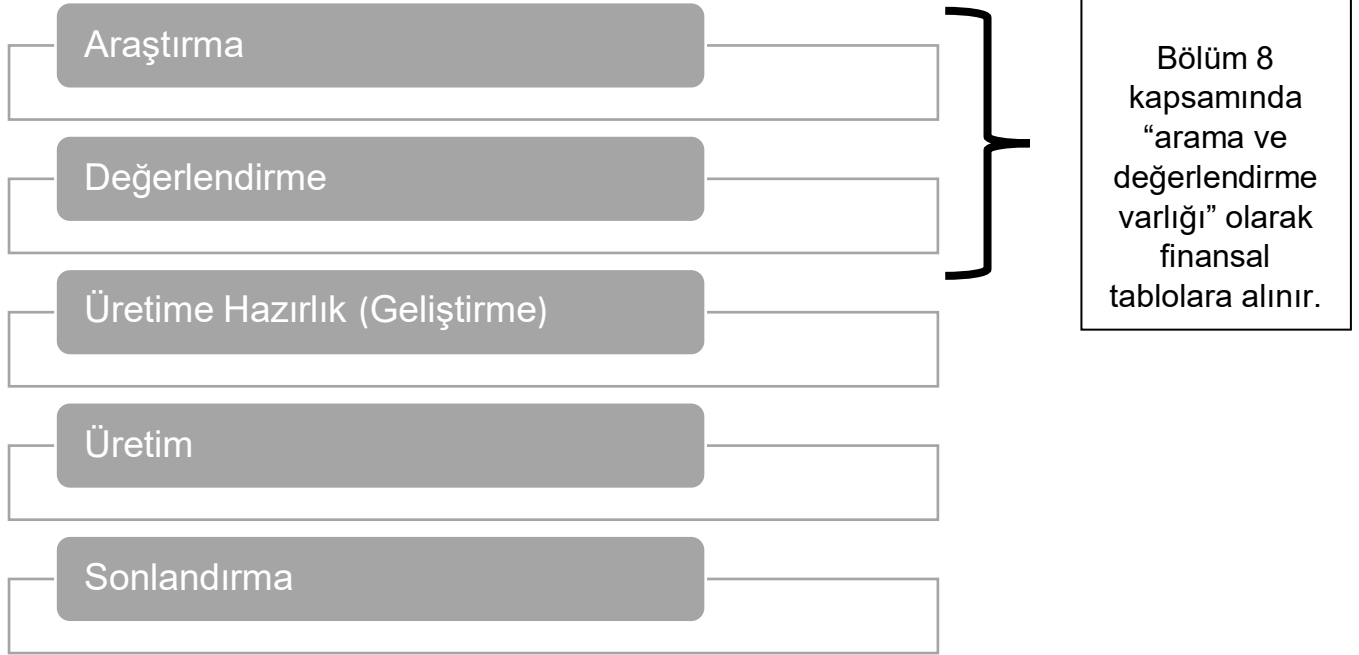 Araştırma
Değerlendirme
Üretime Hazırlık (Geliştirme)
Üretim
Sonlandırma
Bölüm 8
kapsamında
“arama ve
değerlendirme
varlığı” olarak
finansal
tablolara alınır.